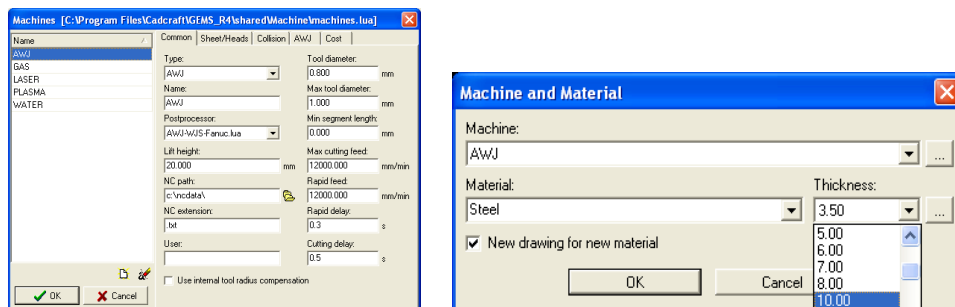 Machines [C:\Program Files\Cadcraft\GEMS_R4\shared\Machine\machines.lua]
Name
AWJ
GAS
LASER
PLASMA
WATER
OK
Cancel
Common
Sheet/Heads
Collision
AWJ
Cost
Type:
AWJ
Name:
AWJ
Postprocessor:
AWJ-WJS-Fanuc.lua
Lift height:
20.000 mm
NC path:
c:\ncdata\
NC extension:
.txt
User:
Tool diameter:
0.800 mm
Max tool diameter:
1.000 mm
Min segment length:
0.000 mm
Max cutting feed:
12000.000 mm/min
Rapid feed:
12000.000 mm/min
Rapid delay:
0.3 s
Cutting delay:
0.5 s
Use internal tool radius compensation
Machine and Material
Machine:
AWJ
...
Material:
Steel
Thickness:
3.50
...
5.00
6.00
7.00
8.00
10.00
New drawing for new material
OK
Cancel